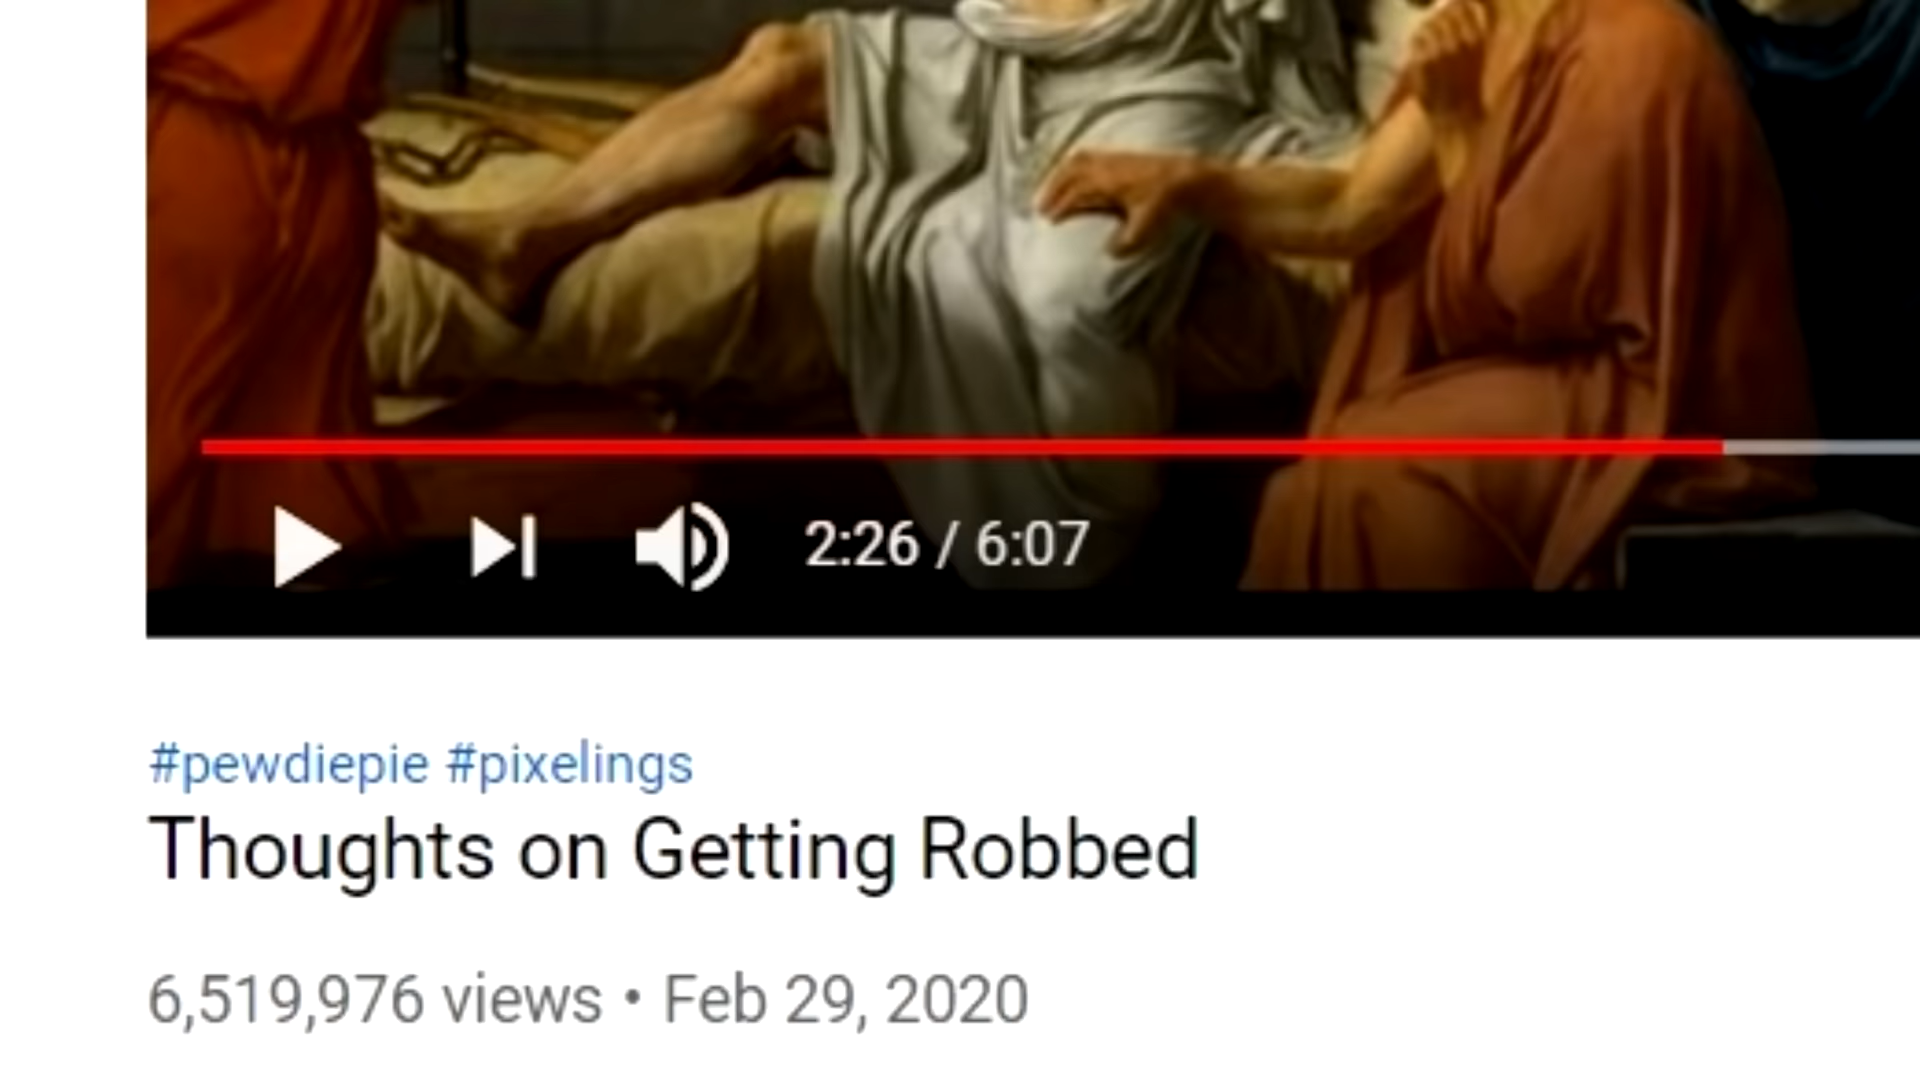 2:26 / 6:07
#pewdiepie #pixelings
Thoughts on Getting Robbed
6,519,976 views • Feb 29, 2020